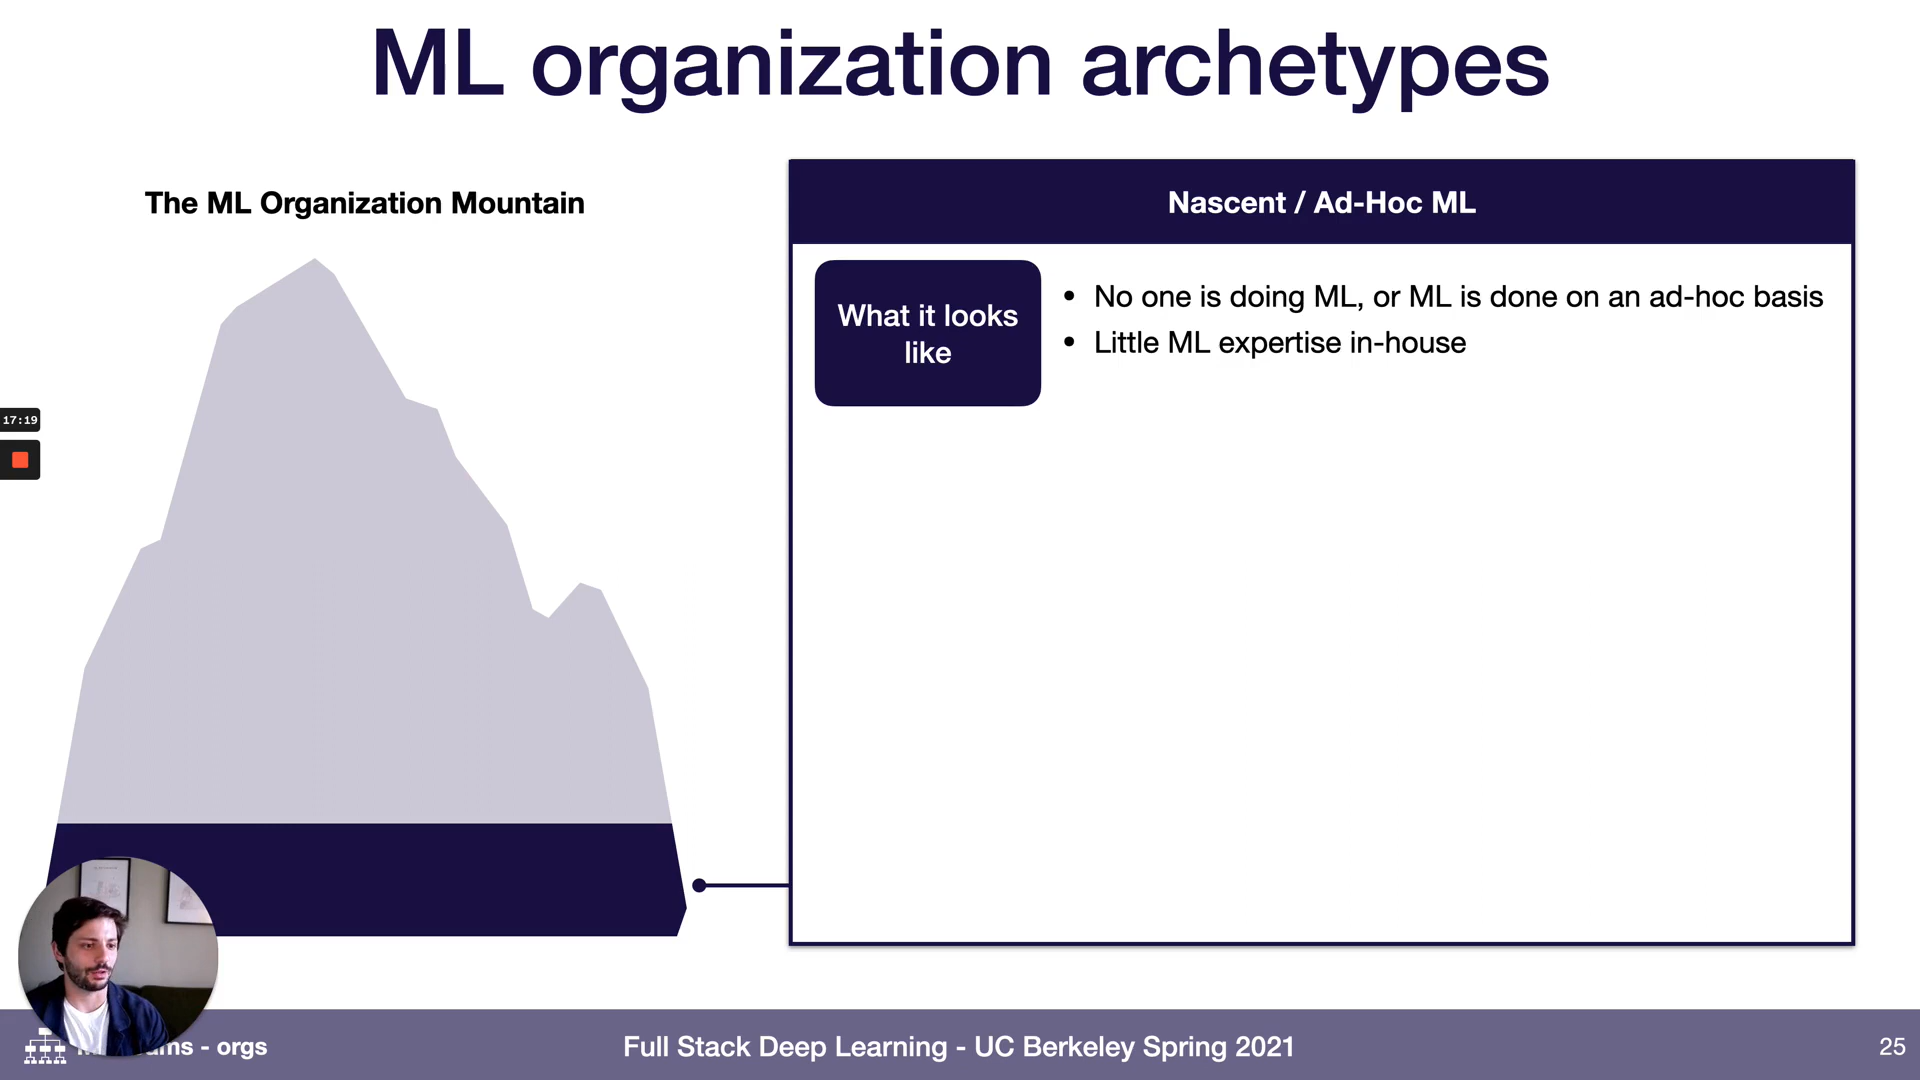 ML organization archetypes
The ML Organization Mountain
Nascent / Ad-Hoc ML
What it looks
like
• No one is doing ML, or ML is done on an ad-hoc basis
• Little ML expertise in-house
17:19
- orgs
Full Stack Deep Learning - UC Berkeley Spring 2021
25